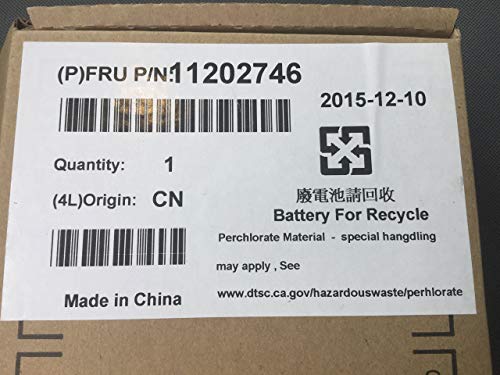 (P)FRU P/N:11202746
2015-12-10
Quantity: 1
(4L)Origin: CN
廢電池請回收
Battery For Recycle
Perchlorate Material - special hangdling
may apply , See
www.dtsc.ca.gov/hazardouswaste/perhlorate
Made in China